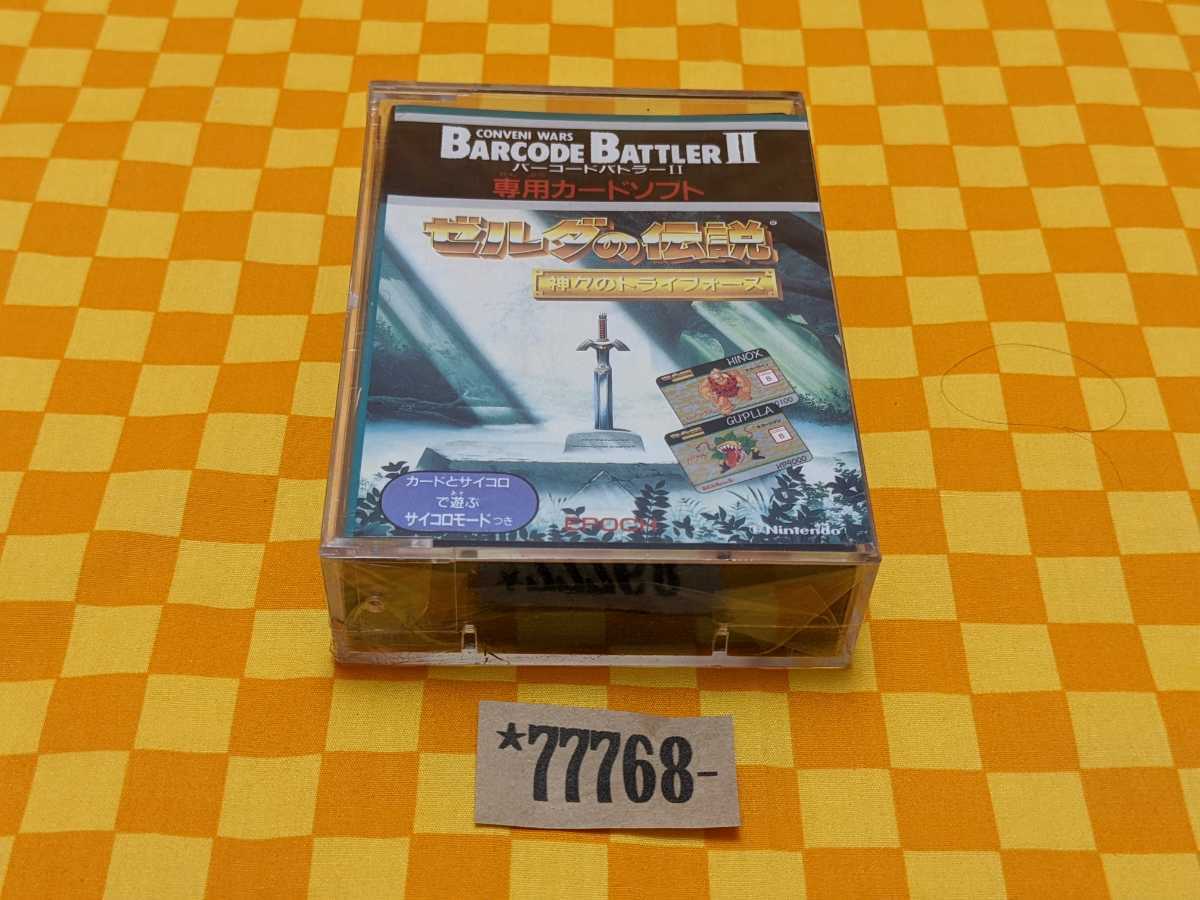 CONVENI WARS
BARCODE BATTLER II
バーコードバトラーII
専用カードソフト
ゼルダの伝説
神々のトライフォース
HINOX
GUPLLA
HP4000
カードとサイコロ
で遊ぶ
サイコロモードつき
EPOCH
Nintendo
*77768-